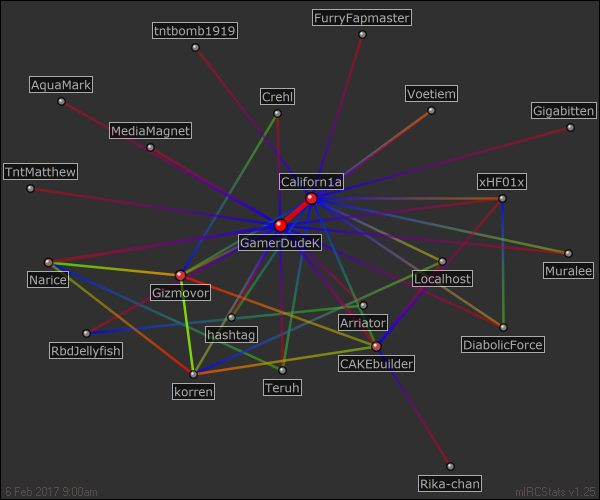 FurryFapmaster
tntbomb1919
AquaMark
Crehl
Voetiem
Gigabitten
MediaMagnet
TntMatthew
Californ1a
xHF01x
GamerDudeK
Narice
Gizmovor
Localhost
Muralee
hashtag
Arriator
RbdJellyfish
DiabolicForce
korren
Teruh
CAKEbuilder
Rika-chan
6 Feb 2017 9:00am
mIRCStats v1.25